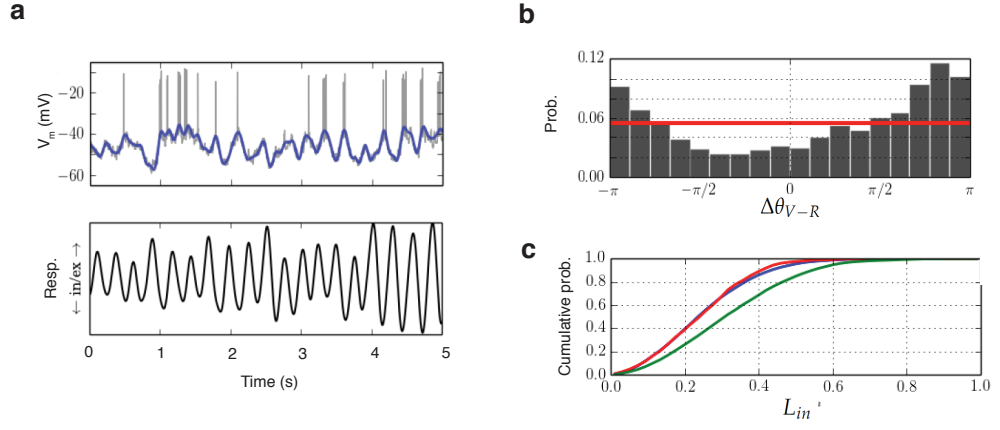 a
V_m (mV)
−20
−40
−60
Resp.
← in/ex →
0
1
2
3
4
5
Time (s)
b
Prob.
0.12
0.06
0.00
−π
−π/2
0
π/2
π
Δθ_{V−R}
c
Cumulative prob.
1.0
0.8
0.6
0.4
0.2
0.0
0.0
0.2
0.4
0.6
0.8
1.0
L_{in}